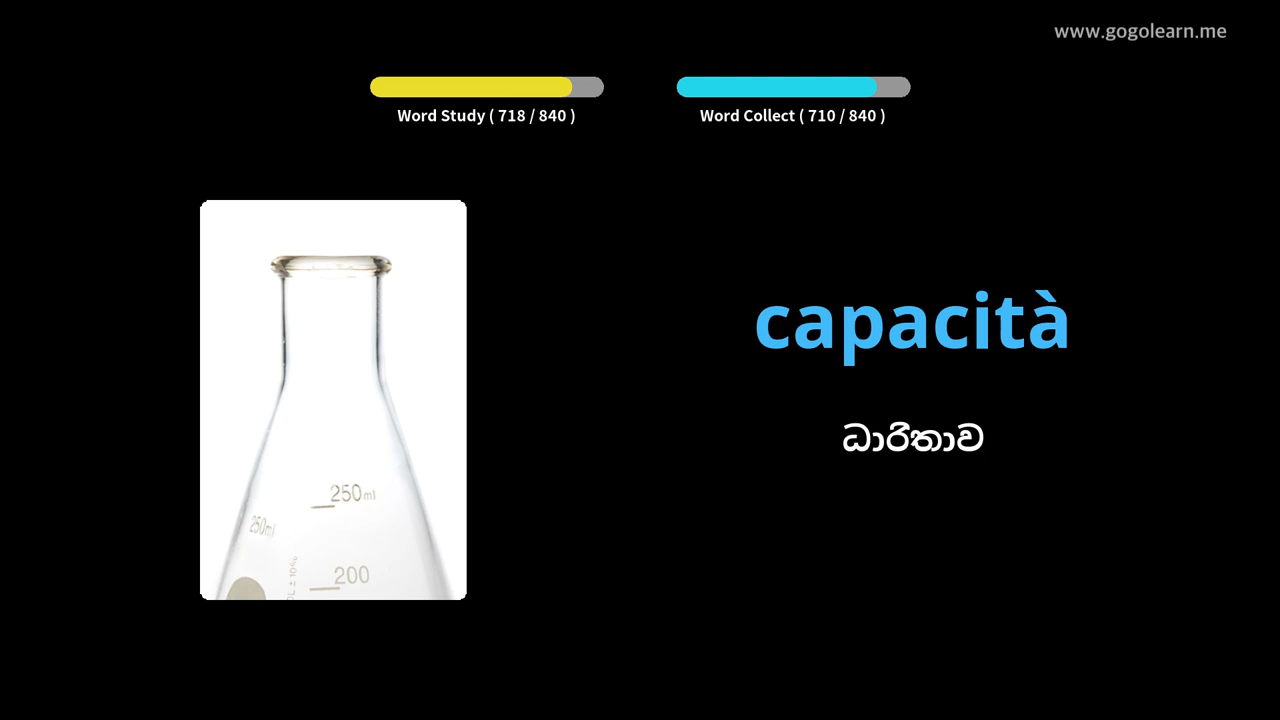 www.gogolearn.me
Word Study ( 718 / 840 )
Word Collect ( 710 / 840 )
capacità
ධාරිතාව
250ml
250ml
200